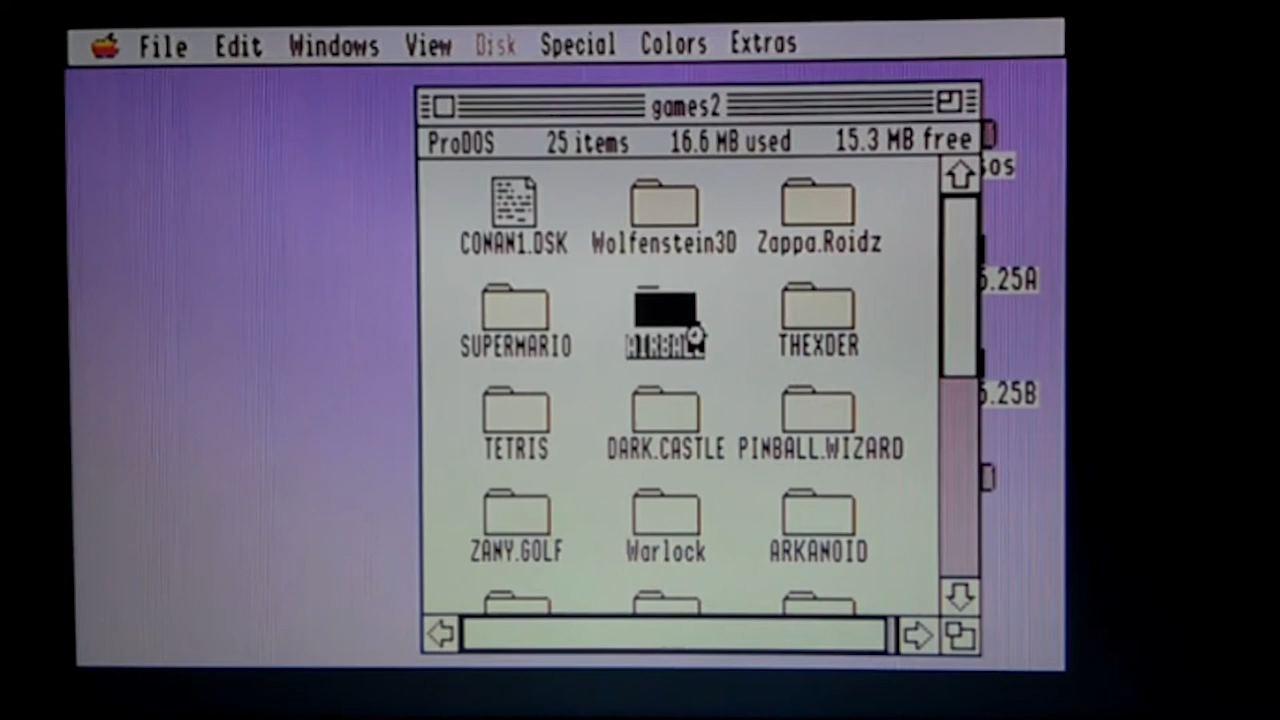 File Edit Windows View Disk Special Colors Extras
games2
ProDOS 25 items 16.6 MB used 15.3 MB free
CONAN1.DSK Wolfenstein3D Zappa.Roidz
SUPERMARIO AIRBALL THEXDER
TETRIS DARK.CASTLE PINBALL.WIZARD
ZANY.GOLF Warlock ARKANOID
sos
5.25A
5.25B